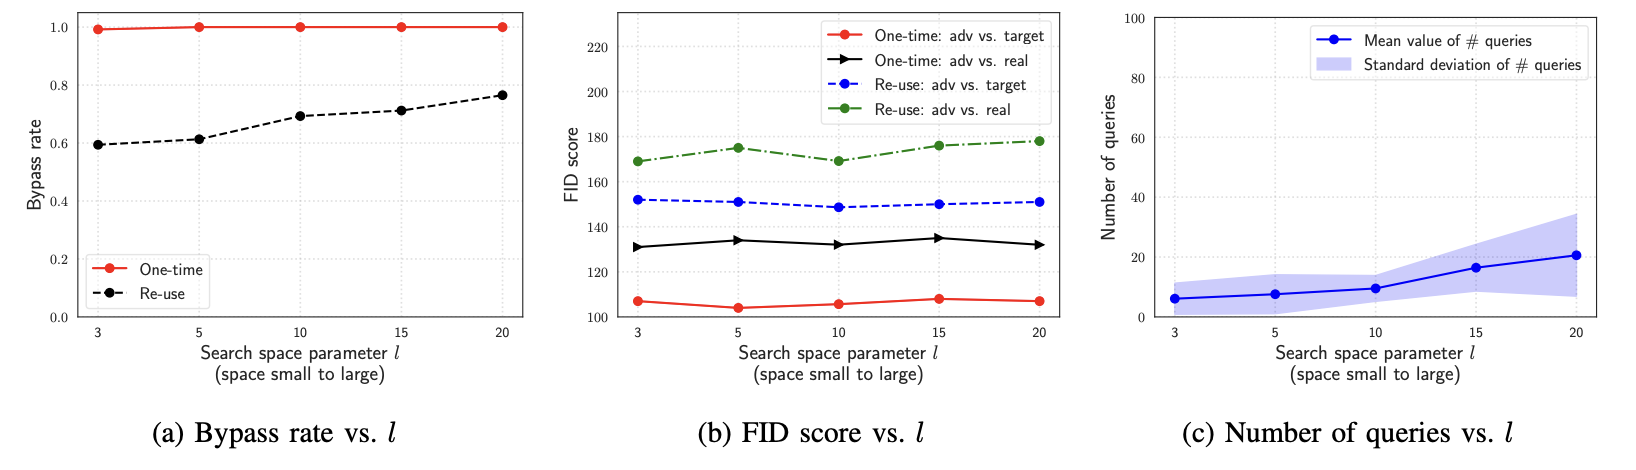 1.0
0.8
0.6
0.4
0.2
0.0
Bypass rate
One-time
Re-use
3 5 10 15 20
Search space parameter l
(space small to large)
(a) Bypass rate vs. l
220
200
180
160
140
120
100
FID score
One-time: adv vs. target
One-time: adv vs. real
Re-use: adv vs. target
Re-use: adv vs. real
3 5 10 15 20
Search space parameter l
(space small to large)
(b) FID score vs. l
100
80
60
40
20
0
Number of queries
Mean value of # queries
Standard deviation of # queries
3 5 10 15 20
Search space parameter l
(space small to large)
(c) Number of queries vs. l